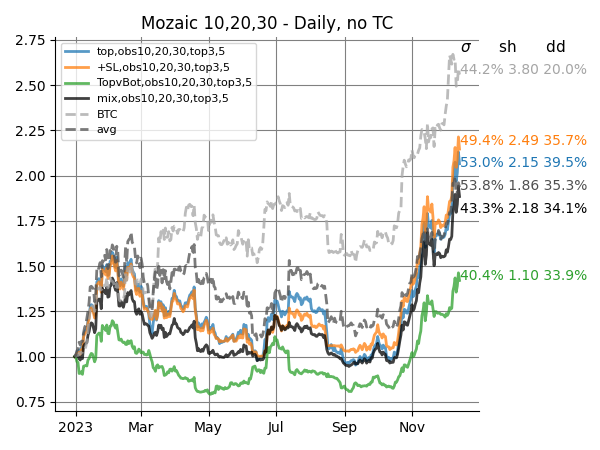 Mozaic 10,20,30 - Daily, no TC
σ sh dd
2.75
2.50
2.25
2.00
1.75
1.50
1.25
1.00
0.75
top,obs10,20,30,top3,5
+SL,obs10,20,30,top3,5
TopvBot,obs10,20,30,top3,5
mix,obs10,20,30,top3,5
BTC
avg
44.2% 3.80 20.0%
49.4% 2.49 35.7%
53.0% 2.15 39.5%
53.8% 1.86 35.3%
43.3% 2.18 34.1%
40.4% 1.10 33.9%
2023 Mar May Jul Sep Nov